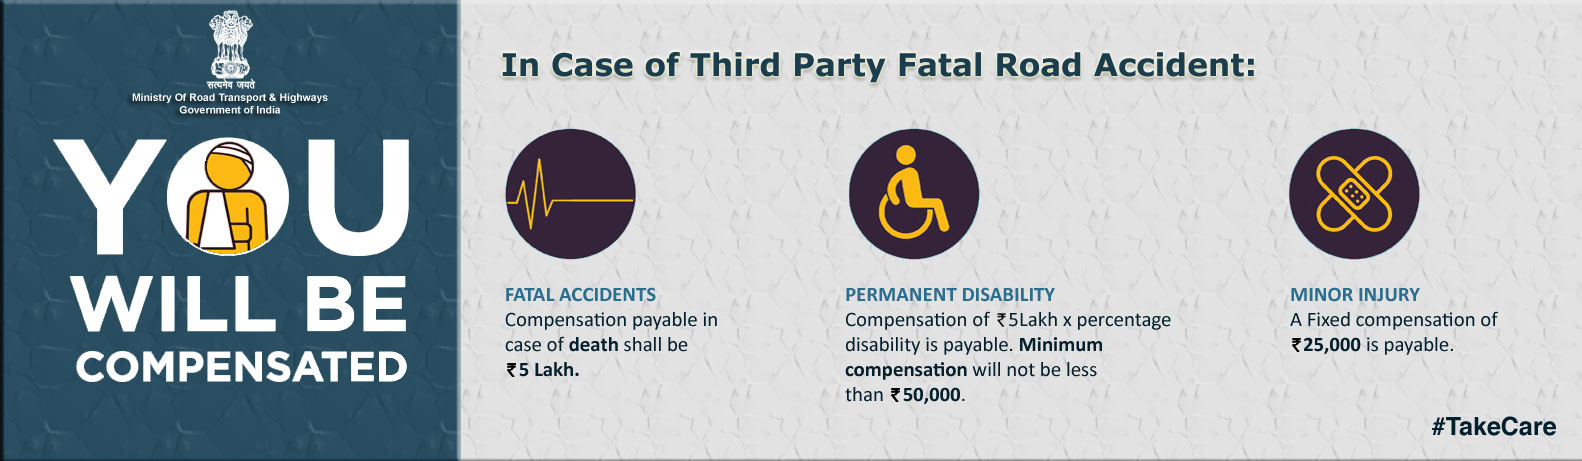 सत्यमेव जयते
Ministry Of Road Transport & Highways
Government of India
YOU
WILL BE
COMPENSATED
In Case of Third Party Fatal Road Accident:
FATAL ACCIDENTS
Compensation payable in
case of death shall be
₹5 Lakh.
PERMANENT DISABILITY
Compensation of ₹5Lakh x percentage
disability is payable. Minimum
compensation will not be less
than ₹50,000.
MINOR INJURY
A Fixed compensation of
₹25,000 is payable.
#TakeCare